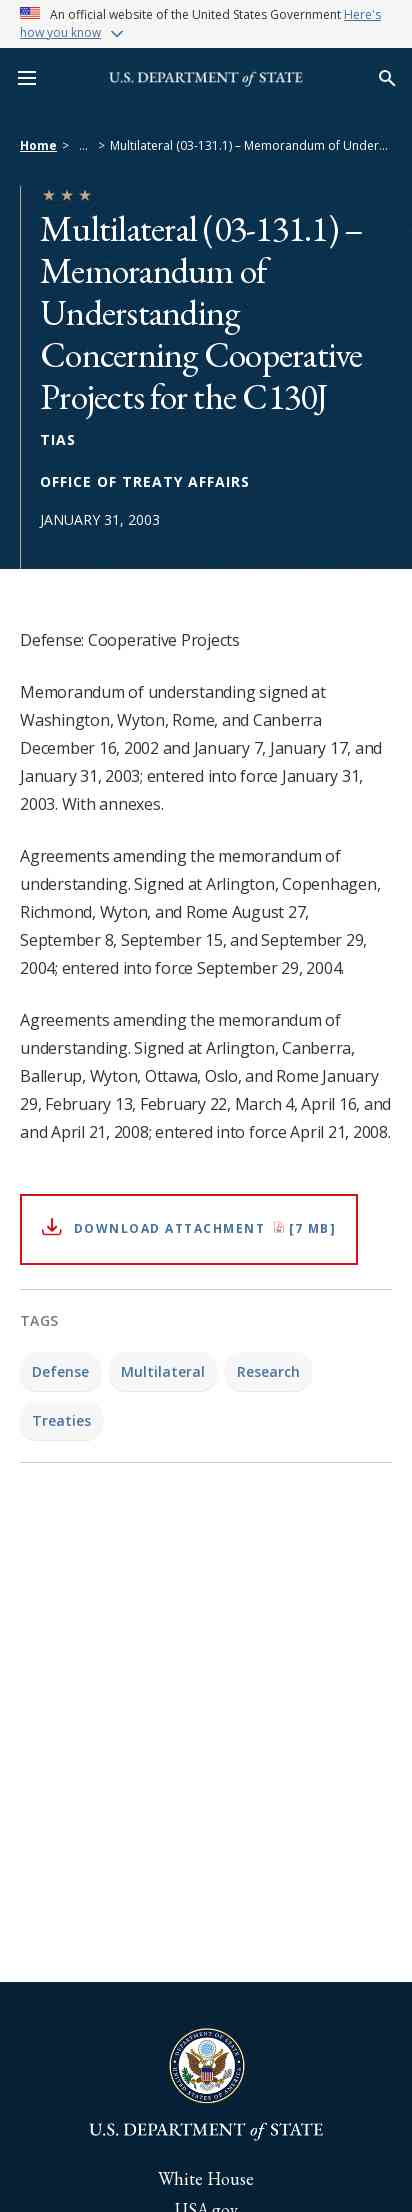 An official website of the United States Government Here's
how you know
U.S. DEPARTMENT of STATE
Home > ... > Multilateral (03-131.1) – Memorandum of Under...
Multilateral (03-131.1) –
Memorandum of
Understanding
Concerning Cooperative
Projects for the C130J
TIAS
OFFICE OF TREATY AFFAIRS
JANUARY 31, 2003
Defense: Cooperative Projects
Memorandum of understanding signed at
Washington, Wyton, Rome, and Canberra
December 16, 2002 and January 7, January 17, and
January 31, 2003; entered into force January 31,
2003. With annexes.
Agreements amending the memorandum of
understanding. Signed at Arlington, Copenhagen,
Richmond, Wyton, and Rome August 27,
September 8, September 15, and September 29,
2004; entered into force September 29, 2004.
Agreements amending the memorandum of
understanding. Signed at Arlington, Canberra,
Ballerup, Wyton, Ottawa, Oslo, and Rome January
29, February 13, February 22, March 4, April 16, and
and April 21, 2008; entered into force April 21, 2008.
DOWNLOAD ATTACHMENT [7 MB]
TAGS
Defense Multilateral Research
Treaties
DEPARTMENT OF STATE
UNITED STATES OF AMERICA
U.S. DEPARTMENT of STATE
White House
USA.gov